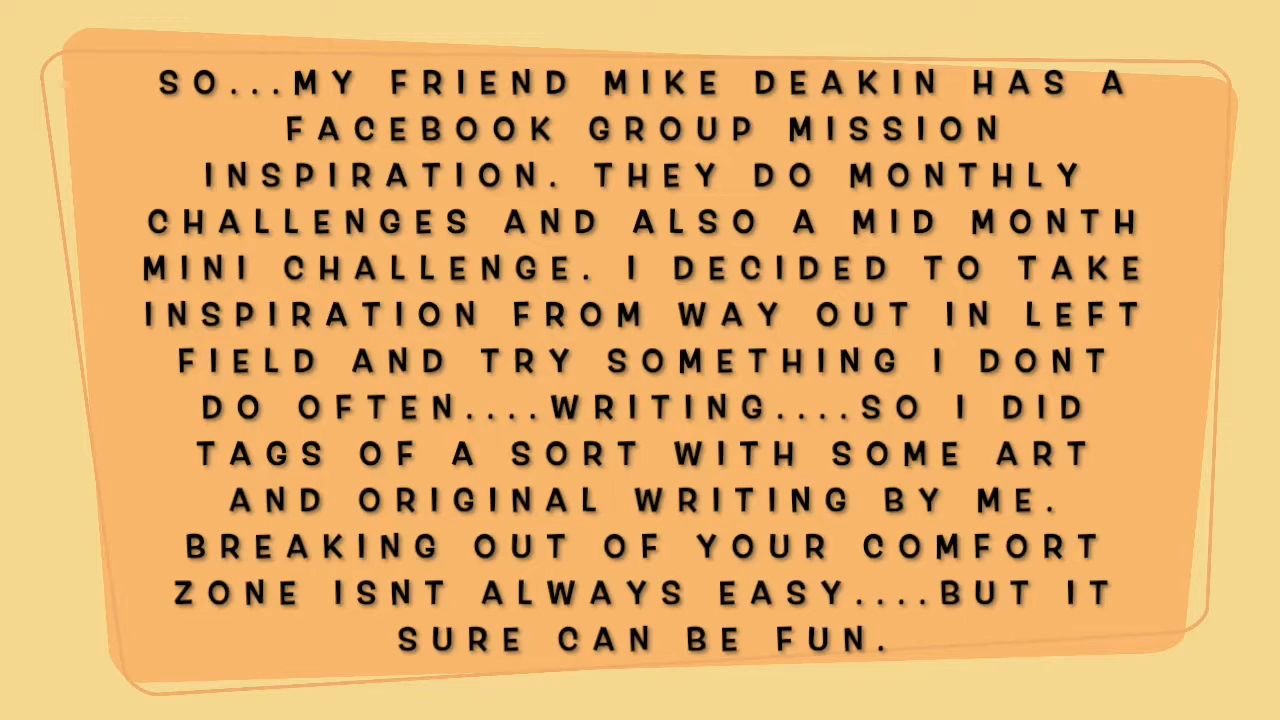 SO...MY FRIEND MIKE DEAKIN HAS A
FACEBOOK GROUP MISSION
INSPIRATION. THEY DO MONTHLY
CHALLENGES AND ALSO A MID MONTH
MINI CHALLENGE. I DECIDED TO TAKE
INSPIRATION FROM WAY OUT IN LEFT
FIELD AND TRY SOMETHING I DONT
DO OFTEN....WRITING....SO I DID
TAGS OF A SORT WITH SOME ART
AND ORIGINAL WRITING BY ME.
BREAKING OUT OF YOUR COMFORT
ZONE ISNT ALWAYS EASY....BUT IT
SURE CAN BE FUN.